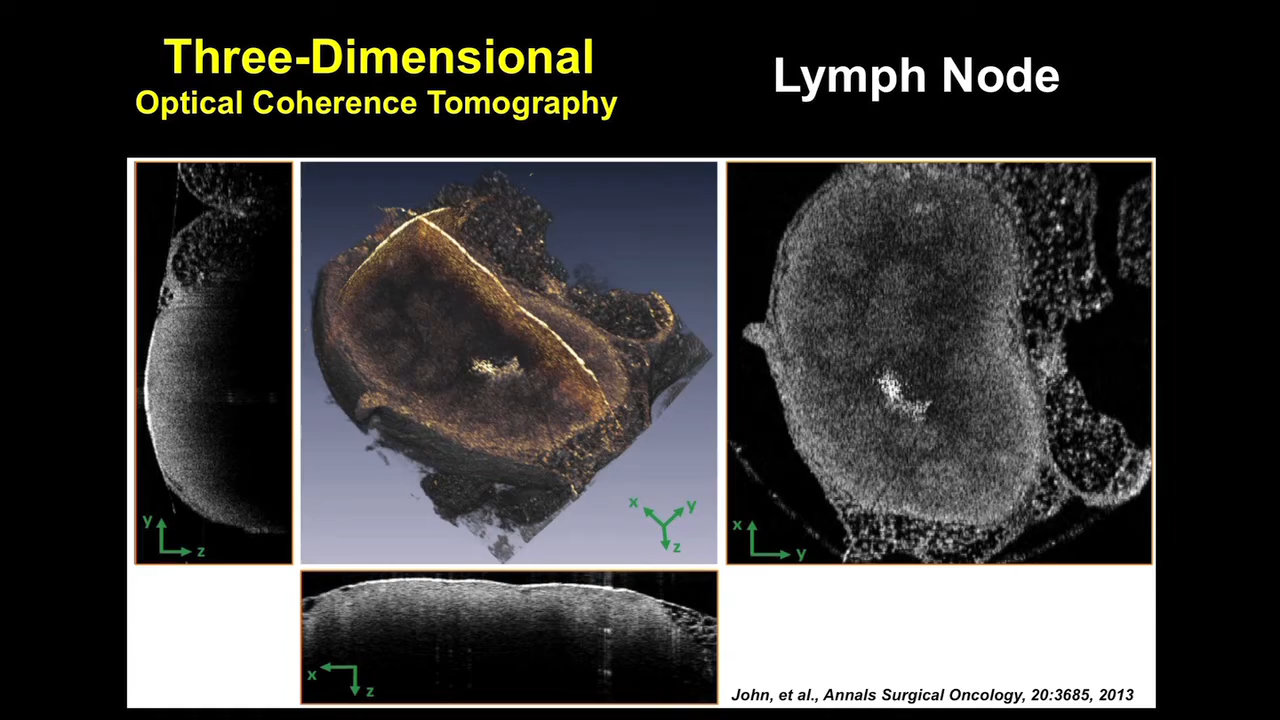 Three-Dimensional
Optical Coherence Tomography
Lymph Node
y
z
x
y
z
x
y
x
z
John, et al., Annals Surgical Oncology, 20:3685, 2013